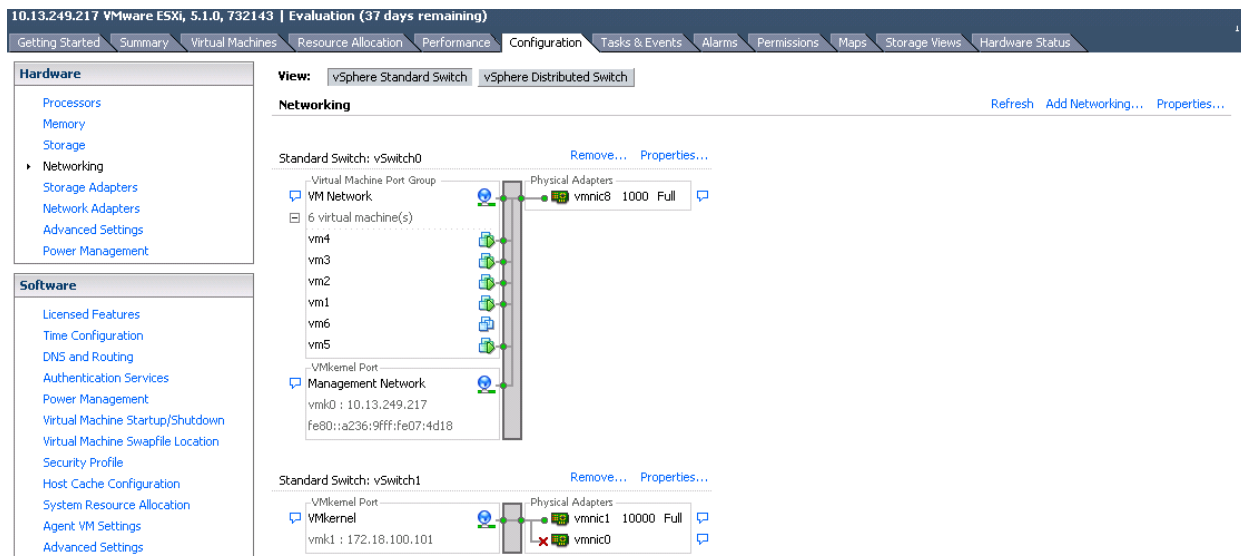 10.13.249.217 VMware ESXi, 5.1.0, 732143 | Evaluation (37 days remaining)
Getting Started Summary Virtual Machines Resource Allocation Performance Configuration Tasks & Events Alarms Permissions Maps Storage Views Hardware Status
Hardware
Processors
Memory
Storage
Networking
Storage Adapters
Network Adapters
Advanced Settings
Power Management
Software
Licensed Features
Time Configuration
DNS and Routing
Authentication Services
Power Management
Virtual Machine Startup/Shutdown
Virtual Machine Swapfile Location
Security Profile
Host Cache Configuration
System Resource Allocation
Agent VM Settings
Advanced Settings
View: vSphere Standard Switch vSphere Distributed Switch
Networking Refresh Add Networking... Properties...
Standard Switch: vSwitch0 Remove... Properties...
Virtual Machine Port Group Physical Adapters
VM Network vmnic8 1000 Full
6 virtual machine(s)
vm4
vm3
vm2
vm1
vm6
vm5
VMkernel Port
Management Network
vmk0 : 10.13.249.217
fe80::a236:9fff:fe07:4d18
Standard Switch: vSwitch1 Remove... Properties...
VMkernel Port Physical Adapters
VMkernel vmnic1 10000 Full
vmk1 : 172.18.100.101 vmnic0